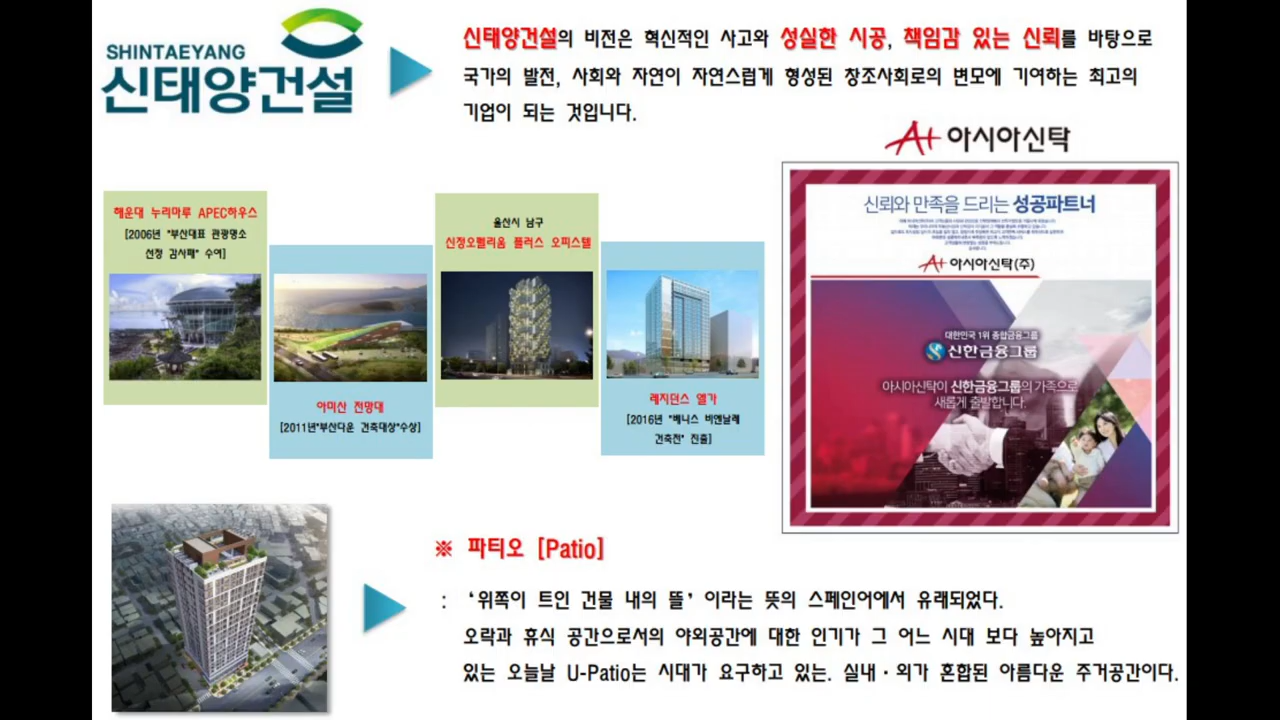 SHINTAEYANG
신태양건설
신태양건설의 비전은 혁신적인 사고와 성실한 시공, 책임감 있는 신뢰를 바탕으로
국가의 발전, 사회와 자연이 자연스럽게 형성된 창조사회로의 변모에 기여하는 최고의
기업이 되는 것입니다.
A+ 아시아신탁
해운대 누리마루 APEC하우스
[2006년 "부산대표 관광명소
선정 감사패" 수여]
아미산 전망대
[2011년"부산다운 건축대상"수상]
울산시 남구
신정오펠리움 플러스 오피스텔
레지던스 엘가
[2016년 "베니스 비엔날레
건축전" 진출]
신뢰와 만족을 드리는 성공파트너
A+ 아시아신탁(주)
대한민국 1위 종합금융그룹
신한금융그룹
아시아신탁이 신한금융그룹의 가족으로
새롭게 출발합니다.
※ 파티오 [Patio]
: ‘위쪽이 트인 건물 내의 뜰’ 이라는 뜻의 스페인어에서 유래되었다.
오락과 휴식 공간으로서의 야외공간에 대한 인기가 그 어느 시대 보다 높아지고
있는 오늘날 U-Patio는 시대가 요구하고 있는. 실내·외가 혼합된 아름다운 주거공간이다.